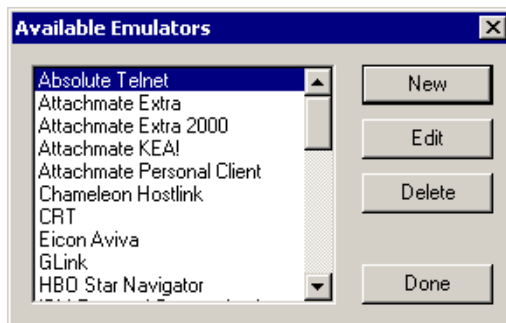 Available Emulators
Absolute Telnet
Attachmate Extra
Attachmate Extra 2000
Attachmate KEA!
Attachmate Personal Client
Chameleon Hostlink
CRT
Eicon Aviva
GLink
HBO Star Navigator
New
Edit
Delete
Done